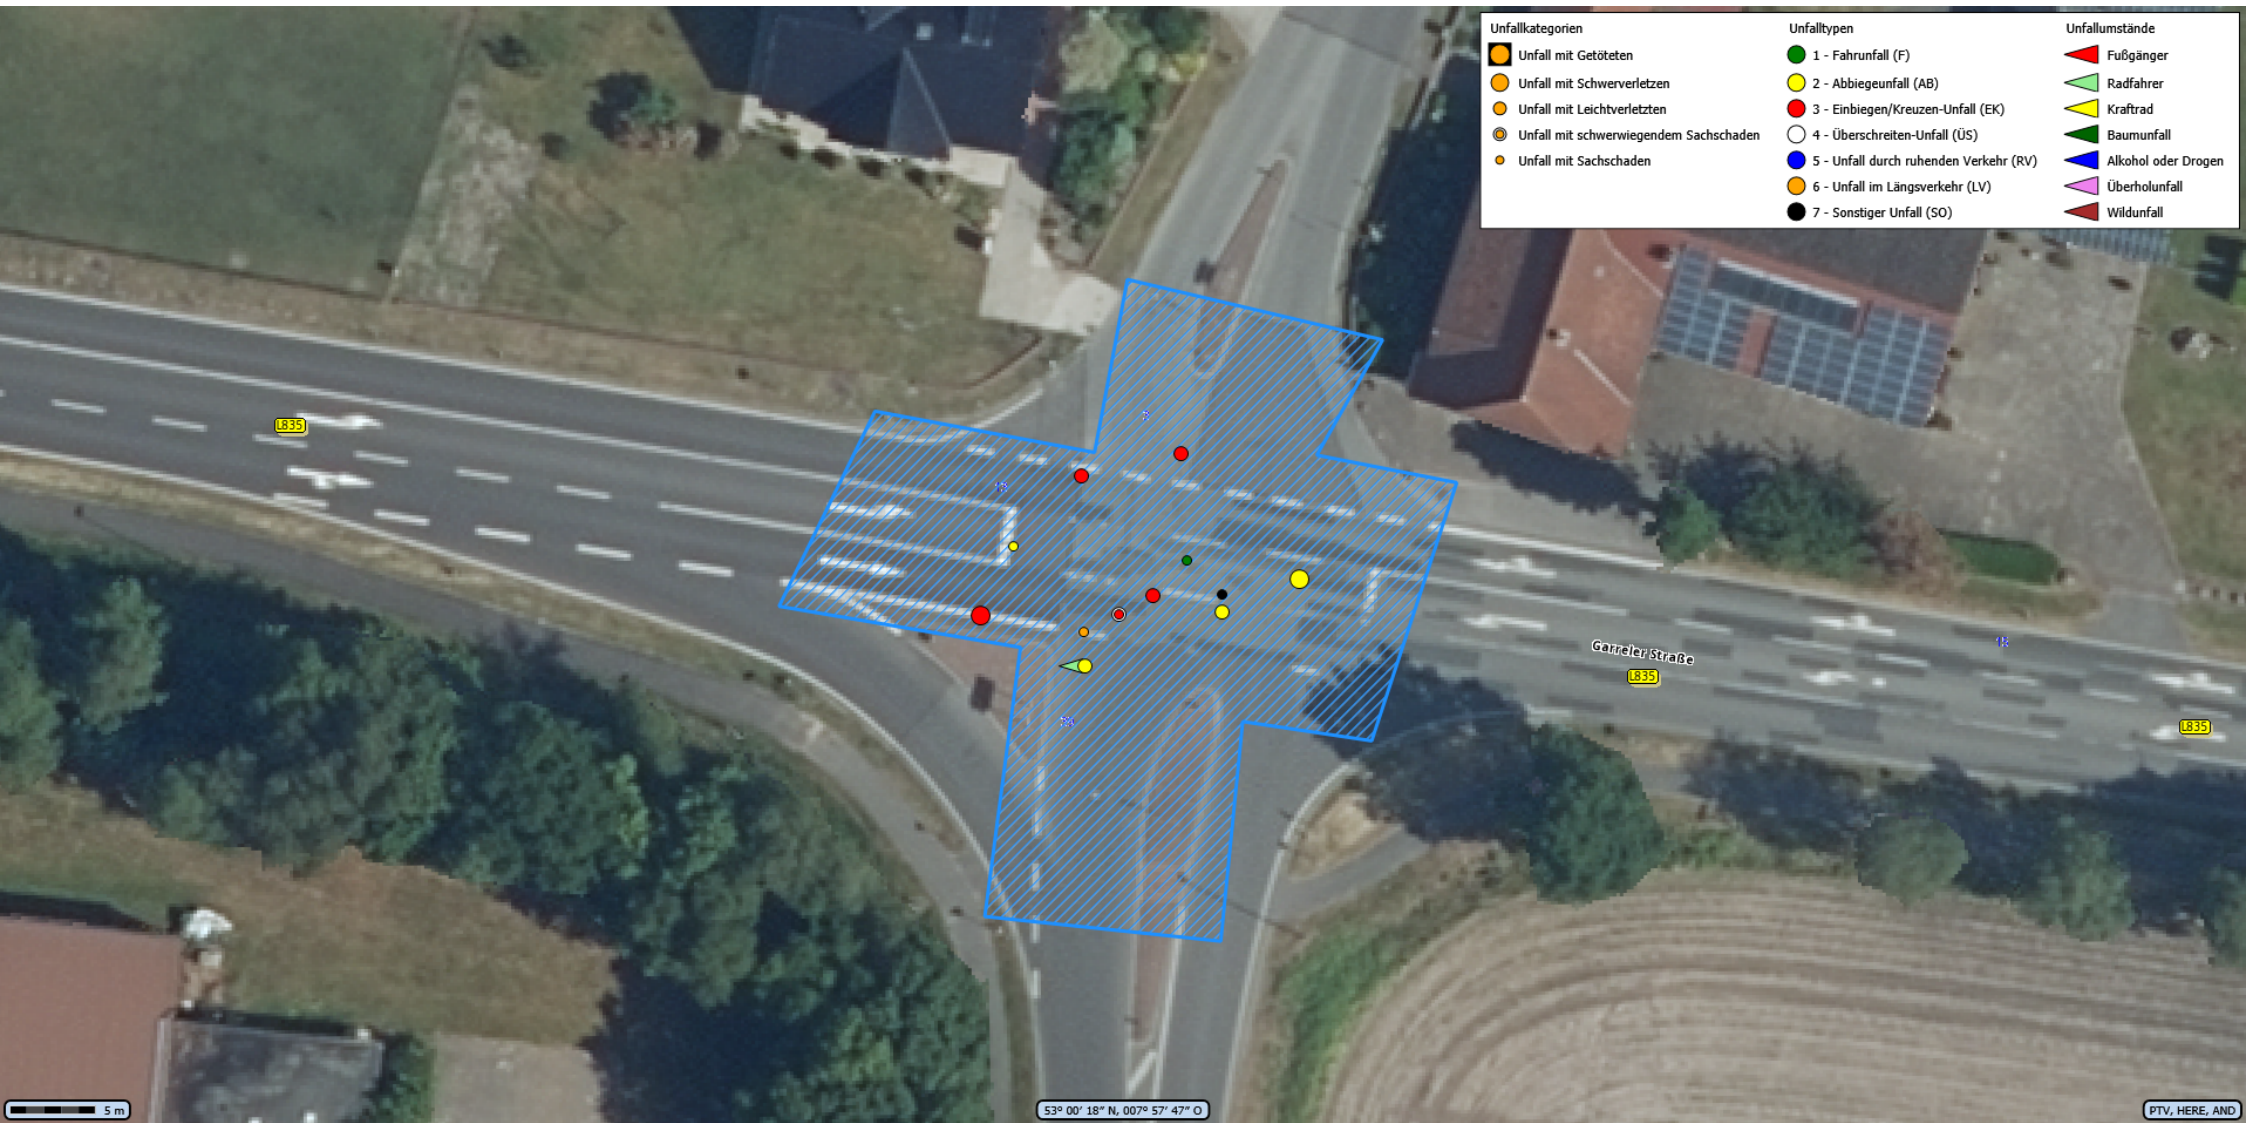 Unfallkategorien
Unfall mit Getöteten
Unfall mit Schwerverletzen
Unfall mit Leichtverletzten
Unfall mit schwerwiegendem Sachschaden
Unfall mit Sachschaden
Unfalltypen
1 - Fahrunfall (F)
2 - Abbiegeunfall (AB)
3 - Einbiegen/Kreuzen-Unfall (EK)
4 - Überschreiten-Unfall (ÜS)
5 - Unfall durch ruhenden Verkehr (RV)
6 - Unfall im Längsverkehr (LV)
7 - Sonstiger Unfall (SO)
Unfallumstände
Fußgänger
Radfahrer
Kraftrad
Baumunfall
Alkohol oder Drogen
Überholunfall
Wildunfall
L835
Garreler Straße
L835
L835
5 m
53° 00' 18" N, 007° 57' 47" O
PTV, HERE, AND